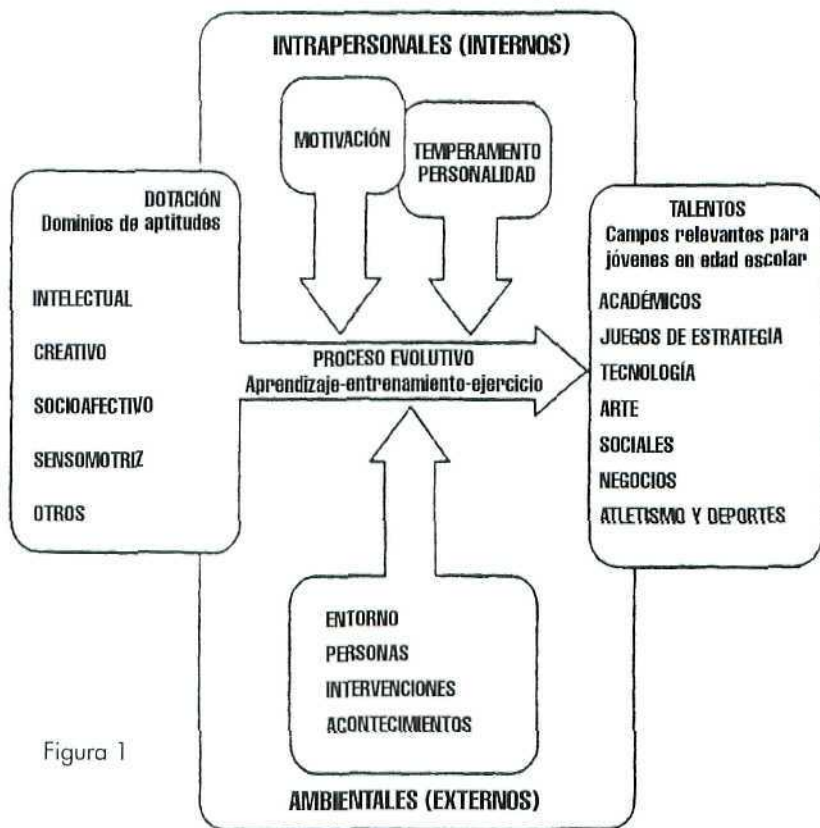 INTRAPERSONALES (INTERNOS)
MOTIVACIÓN
TEMPERAMENTO
PERSONALIDAD
DOTACIÓN
Dominios de aptitudes
INTELECTUAL
CREATIVO
SOCIOAFECTIVO
SENSOMOTRIZ
OTROS
PROCESO EVOLUTIVO
Aprendizaje-entrenamiento-ejercicio
TALENTOS
Campos relevantes para
jóvenes en edad escolar
ACADÉMICOS
JUEGOS DE ESTRATEGIA
TECNOLOGÍA
ARTE
SOCIALES
NEGOCIOS
ATLETISMO Y DEPORTES
ENTORNO
PERSONAS
INTERVENCIONES
ACONTECIMIENTOS
Figura 1
AMBIENTALES (EXTERNOS)